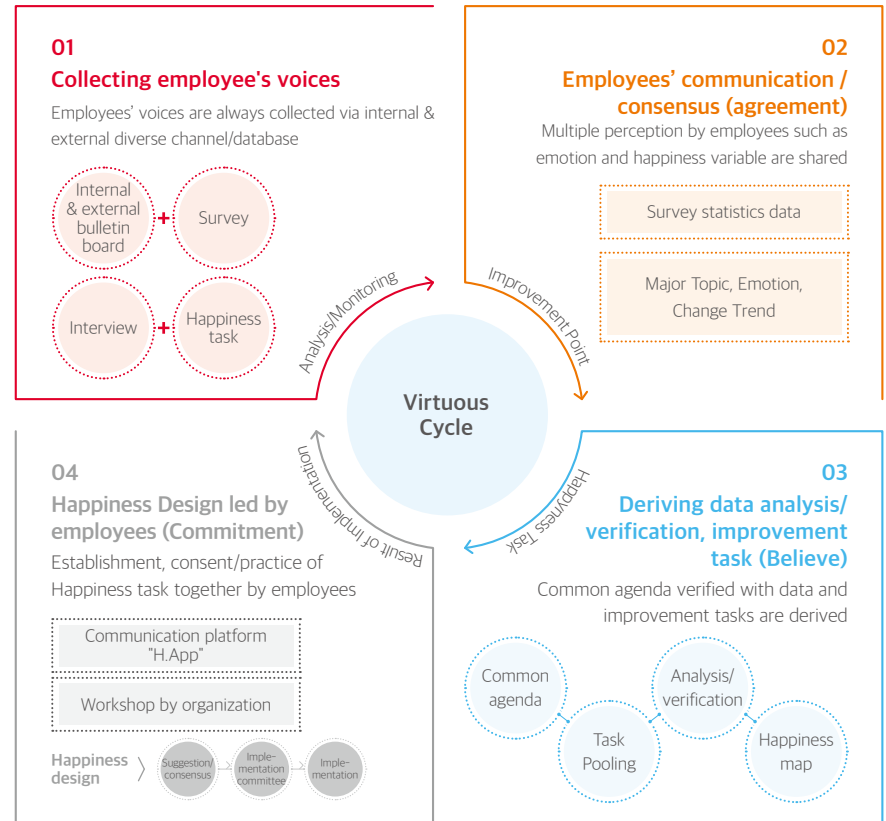 01
Collecting employee's voices
Employees' voices are always collected via internal &
external diverse channel/database
Internal
& external
bulletin
board
+
Survey
Interview
+
Happiness
task
Analysis/Monitoring
02
Employees' communication /
consensus (agreement)
Multiple perception by employees such as
emotion and happiness variable are shared
Survey statistics data
Major Topic, Emotion,
Change Trend
Improvement Point
Virtuous
Cycle
03
Deriving data analysis/
verification, improvement
task (Believe)
Common agenda verified with data and
improvement tasks are derived
Common
agenda
Task
Pooling
Analysis/
verification
Happiness
map
Happyness Task
04
Happiness Design led by
employees (Commitment)
Establishment, consent/practice of
Happiness task together by employees
Communication platform
"H.App"
Workshop by organization
Happiness
design
Suggestion/
consensus
Imple-
mentation
committee
Imple-
mentation
Result of Implementation